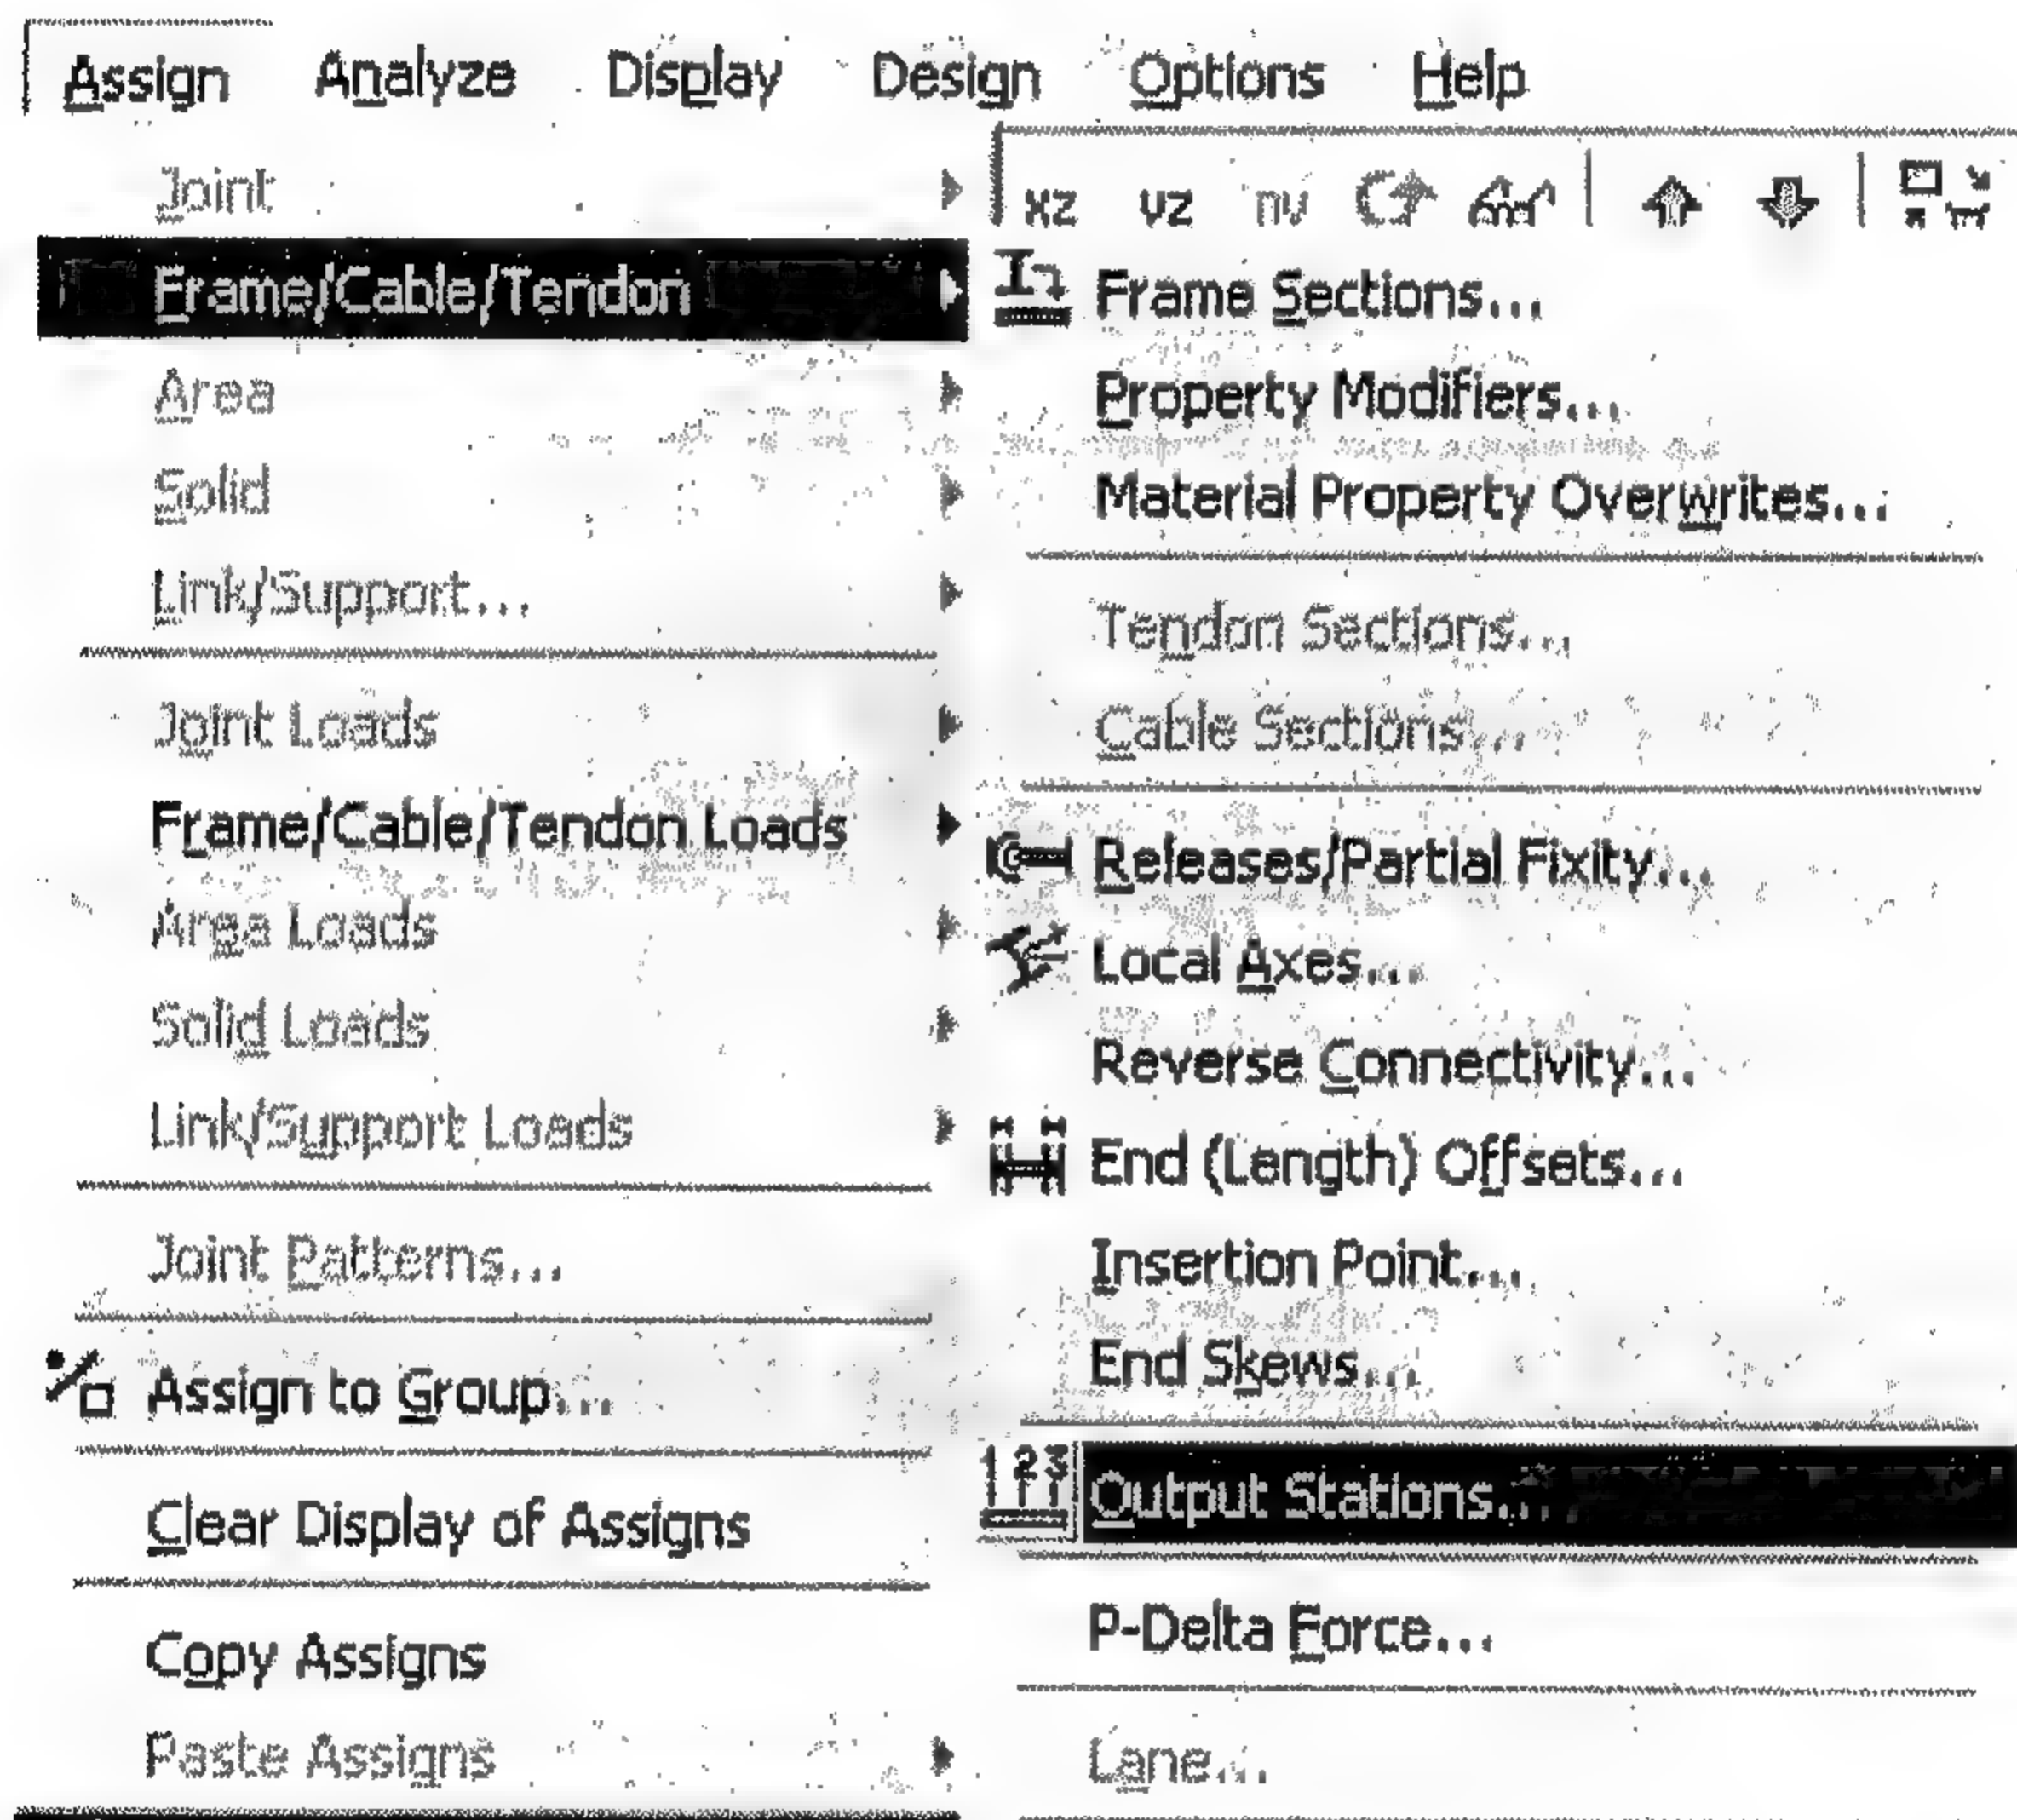 Assign Analyze Display Design Options Help
Joint
Frame/Cable/Tendon
Area
Solid
Link/Support...
Joint Loads
Frame/Cable/Tendon Loads
Area Loads
Solid Loads
Link/Support Loads
Joint Patterns...
Assign to Group...
Clear Display of Assigns
Copy Assigns
Paste Assigns
xz yz nv
Frame Sections...
Property Modifiers...
Material Property Overwrites...
Tendon Sections...
Cable Sections...
Releases/Partial Fixity...
Local Axes...
Reverse Connectivity...
End (Length) Offsets...
Insertion Point...
End Skews...
123
Output Stations...
P-Delta Force...
Lane...